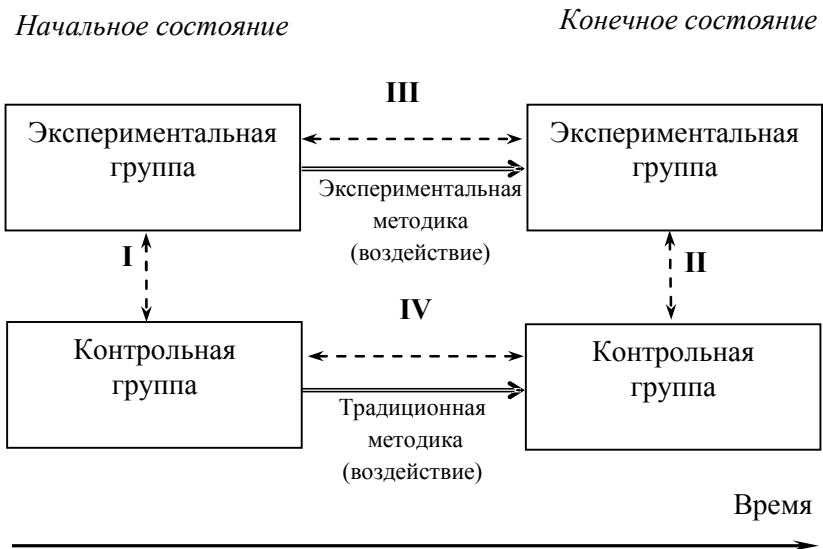 Начальное состояние
Конечное состояние
III
Экспериментальная
группа
Экспериментальная
группа
Экспериментальная
методика
(воздействие)
I
II
IV
Контрольная
группа
Контрольная
группа
Традиционная
методика
(воздействие)
Время